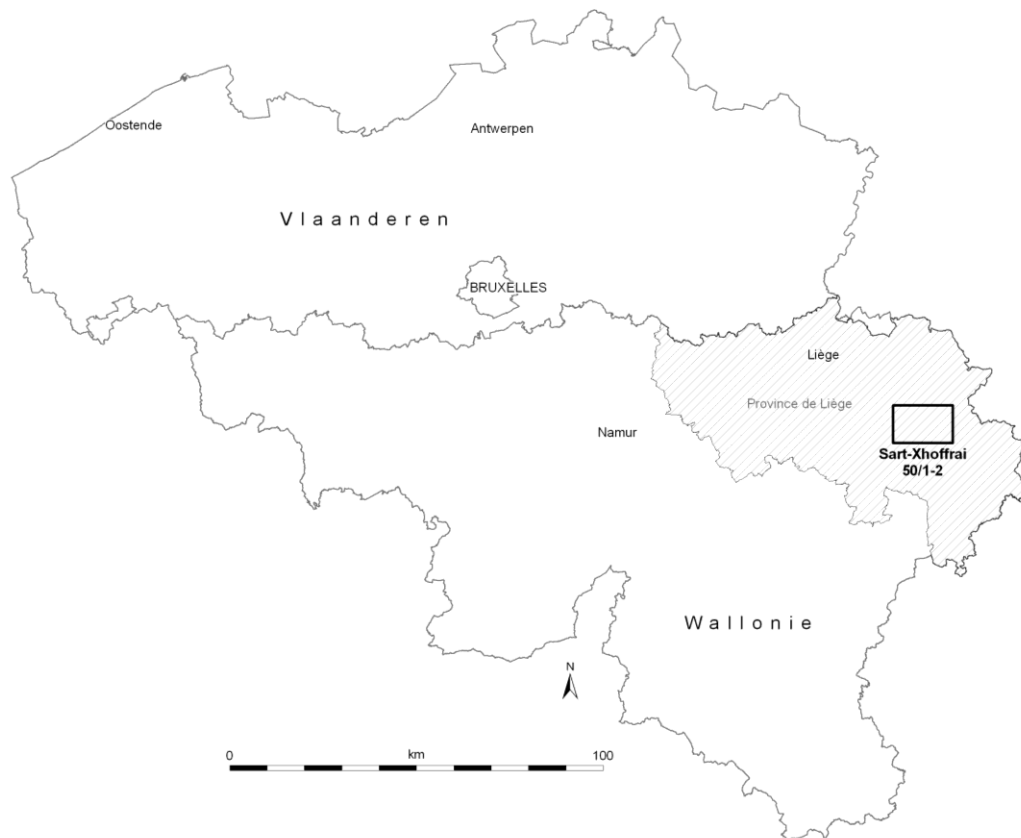 Oostende
Antwerpen
Vlaanderen
BRUXELLES
Liège
Province de Liège
Namur
Sart-Xhoffrai
50/1-2
Wallonie
N
0 km 100